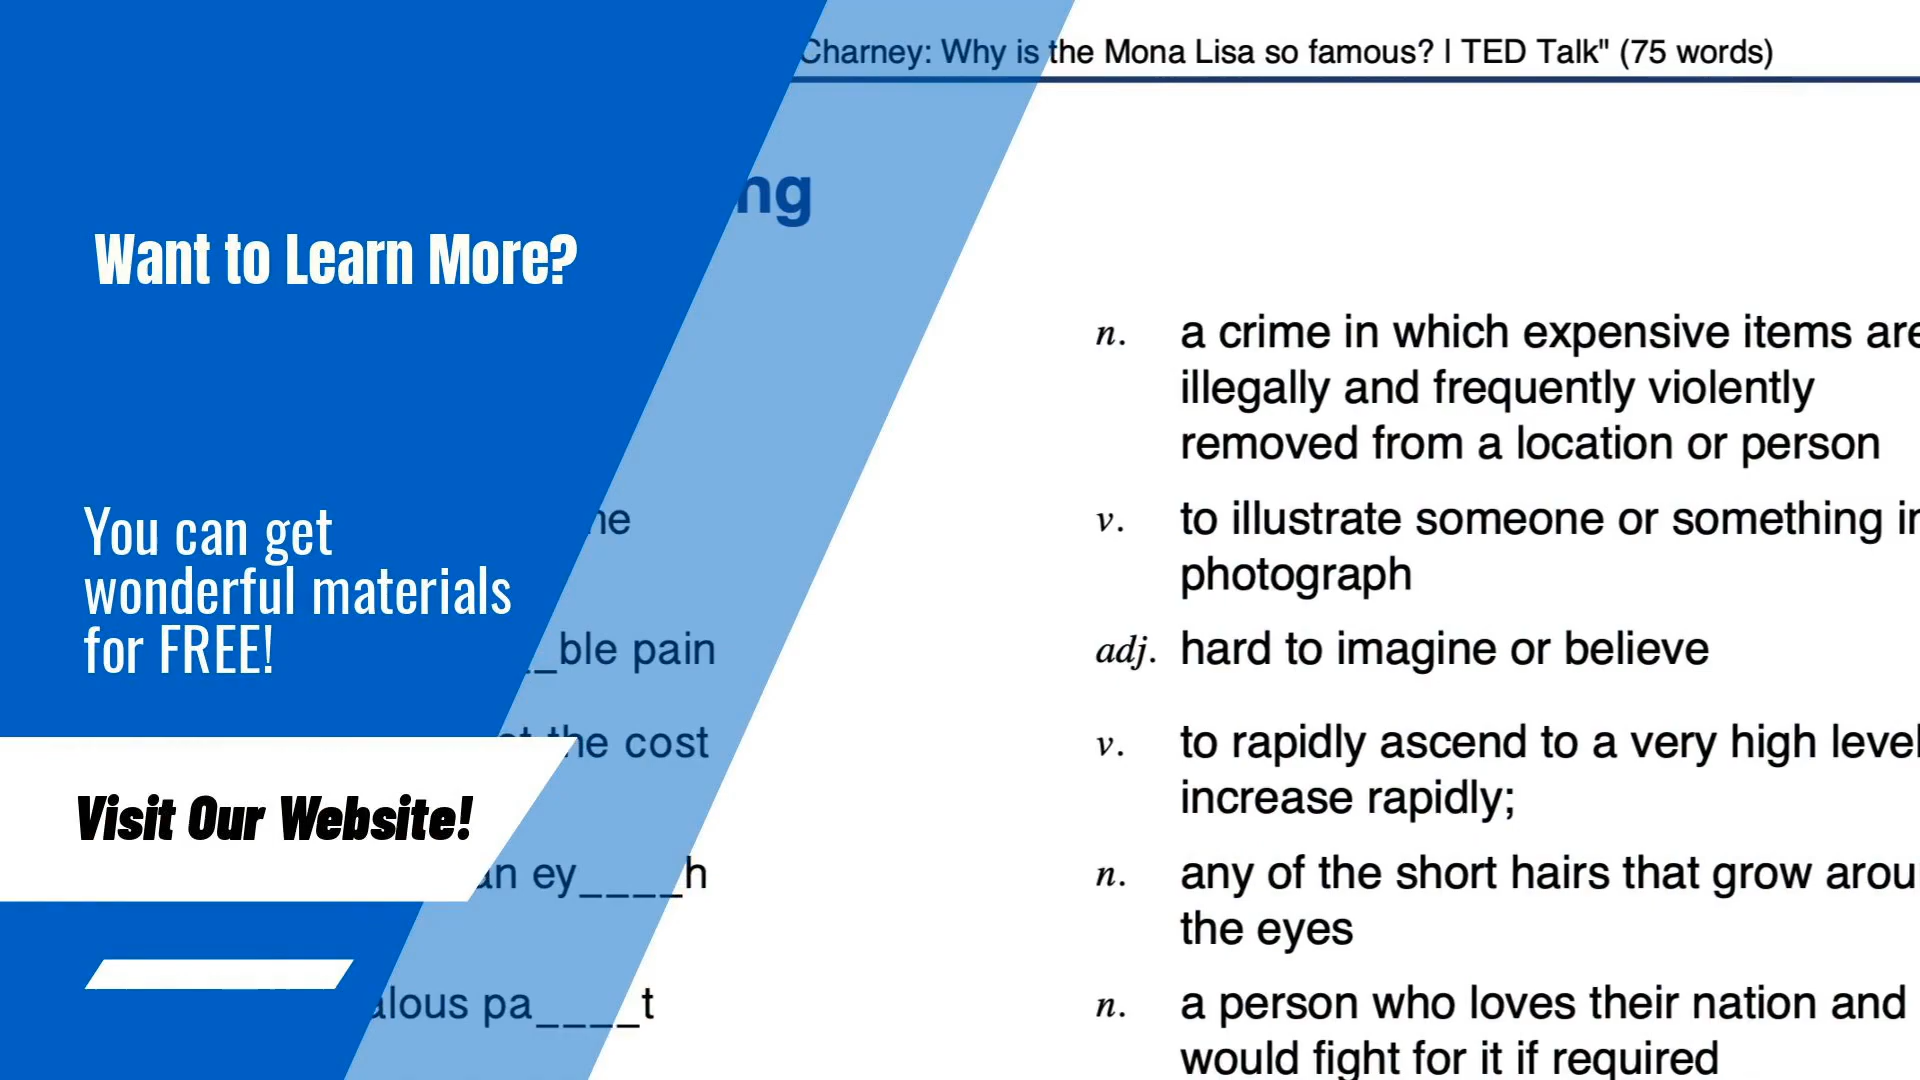 Charney: Why is the Mona Lisa so famous? | TED Talk" (75 words)
ng
Want to Learn More?
n. a crime in which expensive items are
illegally and frequently violently
removed from a location or person
You can get
wonderful materials
for FREE!
v. to illustrate someone or something in
photograph
_ble pain
adj. hard to imagine or believe
the cost
v. to rapidly ascend to a very high level
increase rapidly;
Visit Our Website!
an ey____h
n. any of the short hairs that grow arou
the eyes
alous pa____t
n. a person who loves their nation and
would fight for it if required